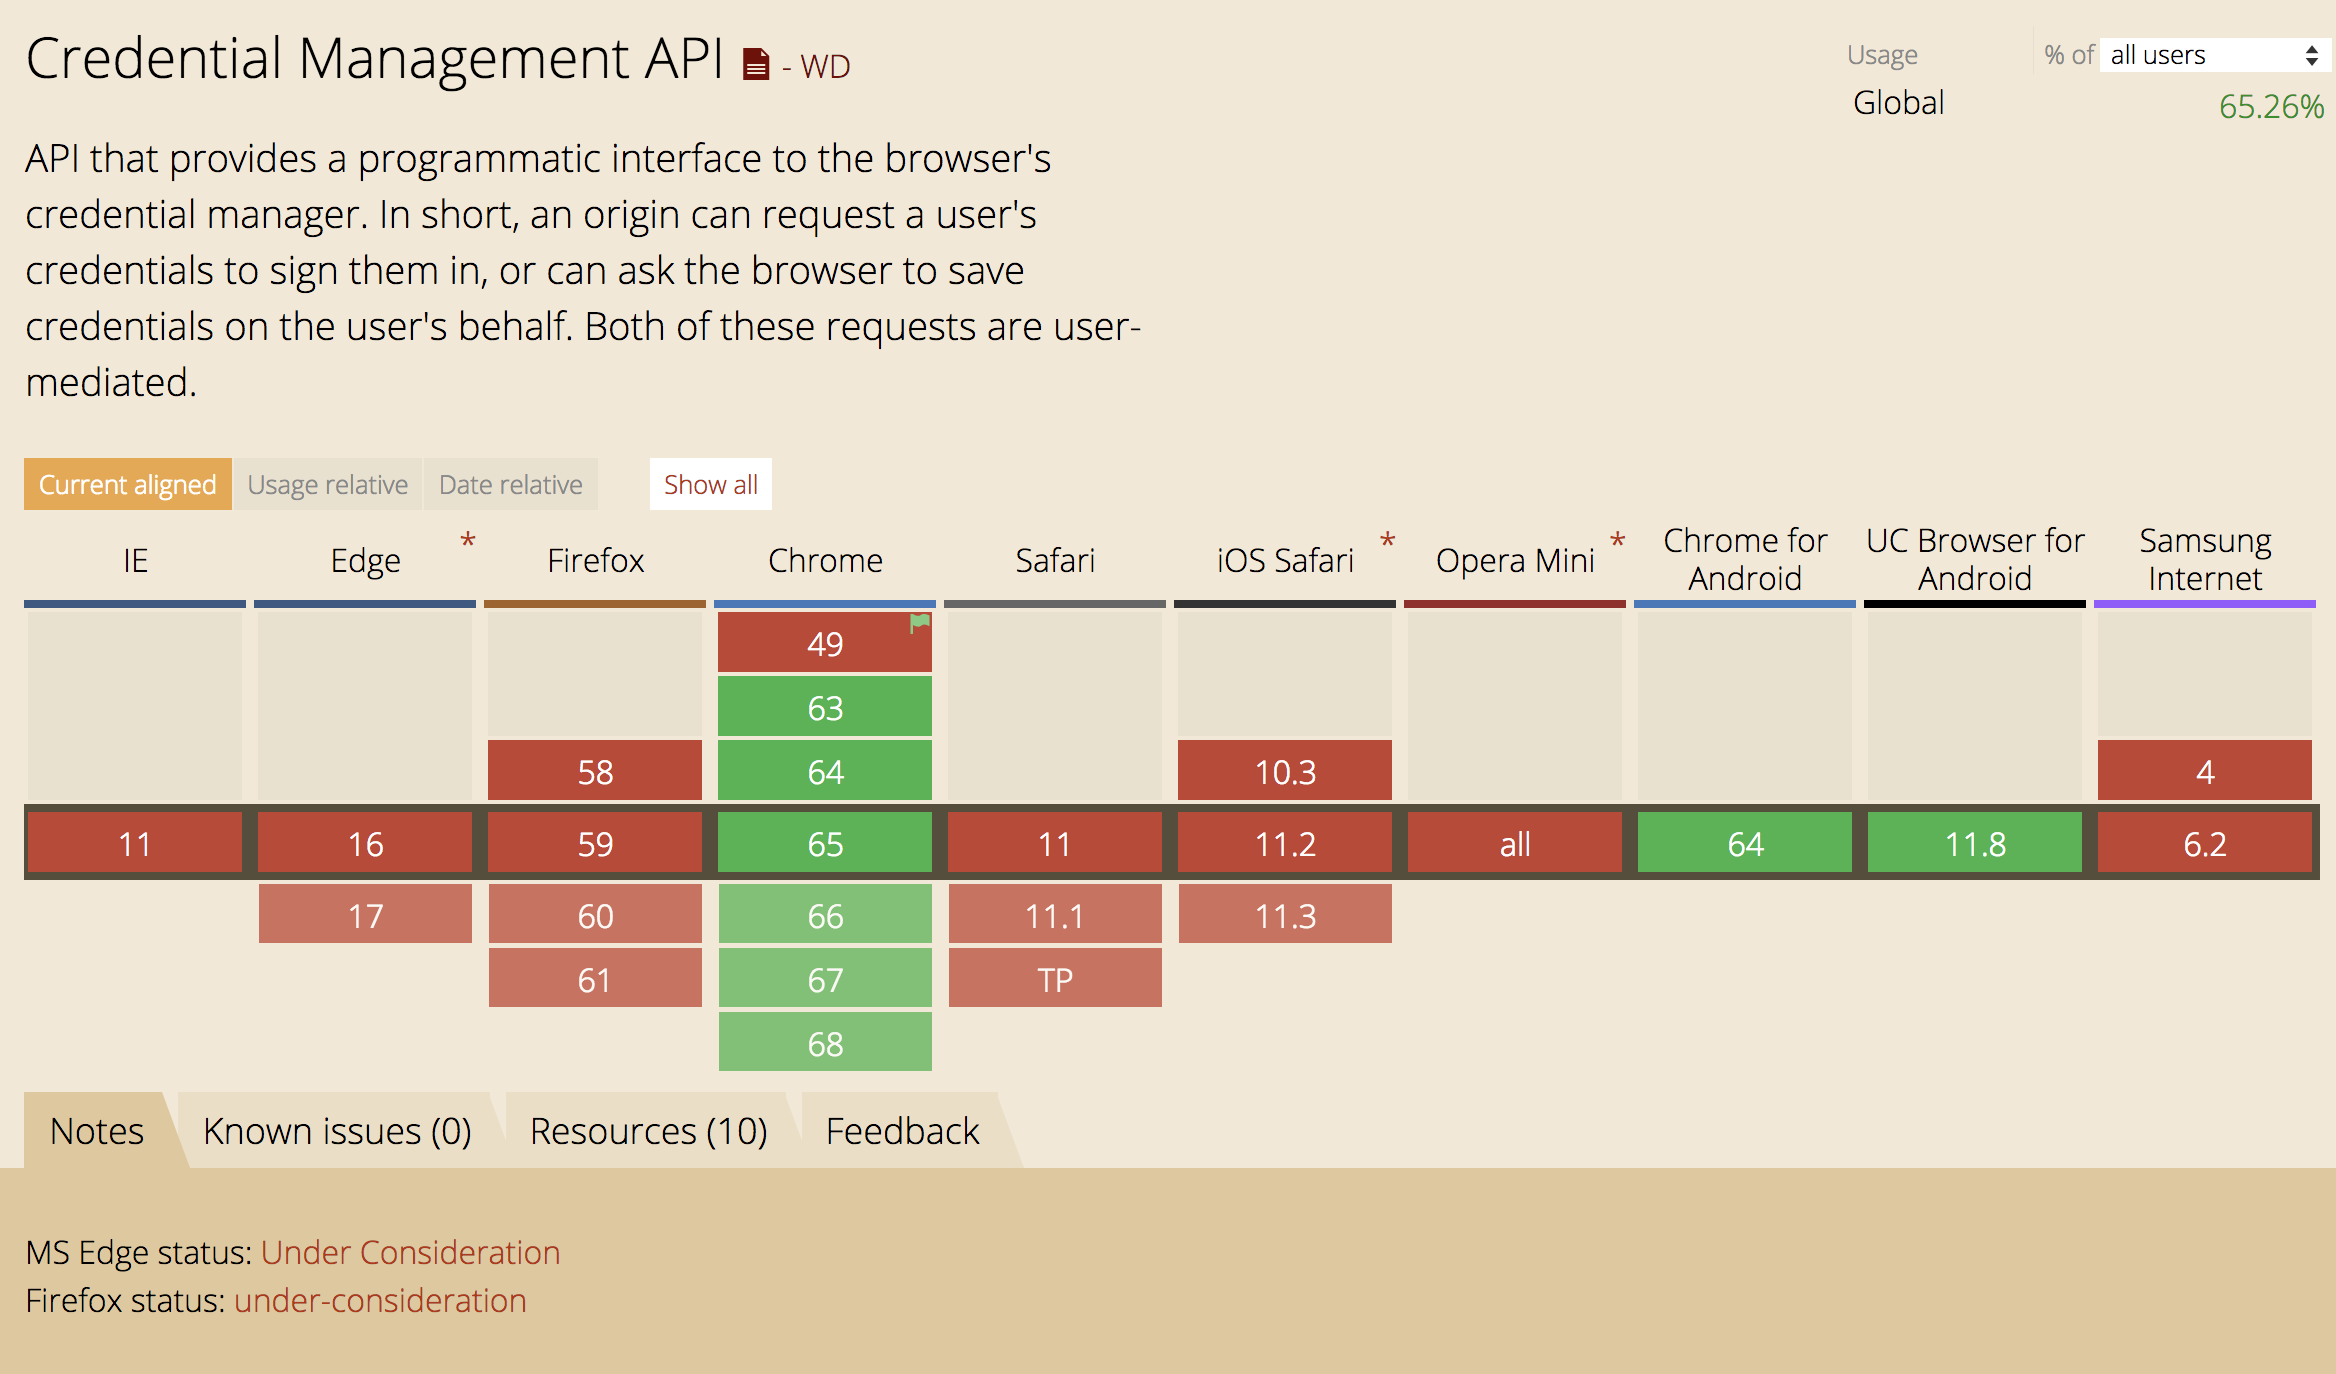 Credential Management API - WD
Usage % of all users
Global 65.26%
API that provides a programmatic interface to the browser's
credential manager. In short, an origin can request a user's
credentials to sign them in, or can ask the browser to save
credentials on the user's behalf. Both of these requests are user-
mediated.
Current aligned Usage relative Date relative Show all
IE Edge * Firefox Chrome Safari iOS Safari * Opera Mini * Chrome for Android UC Browser for Android Samsung Internet
49
63
58 64 10.3 4
11 16 59 65 11 11.2 all 64 11.8 6.2
17 60 66 11.1 11.3
61 67 TP
68
Notes Known issues (0) Resources (10) Feedback
MS Edge status: Under Consideration
Firefox status: under-consideration